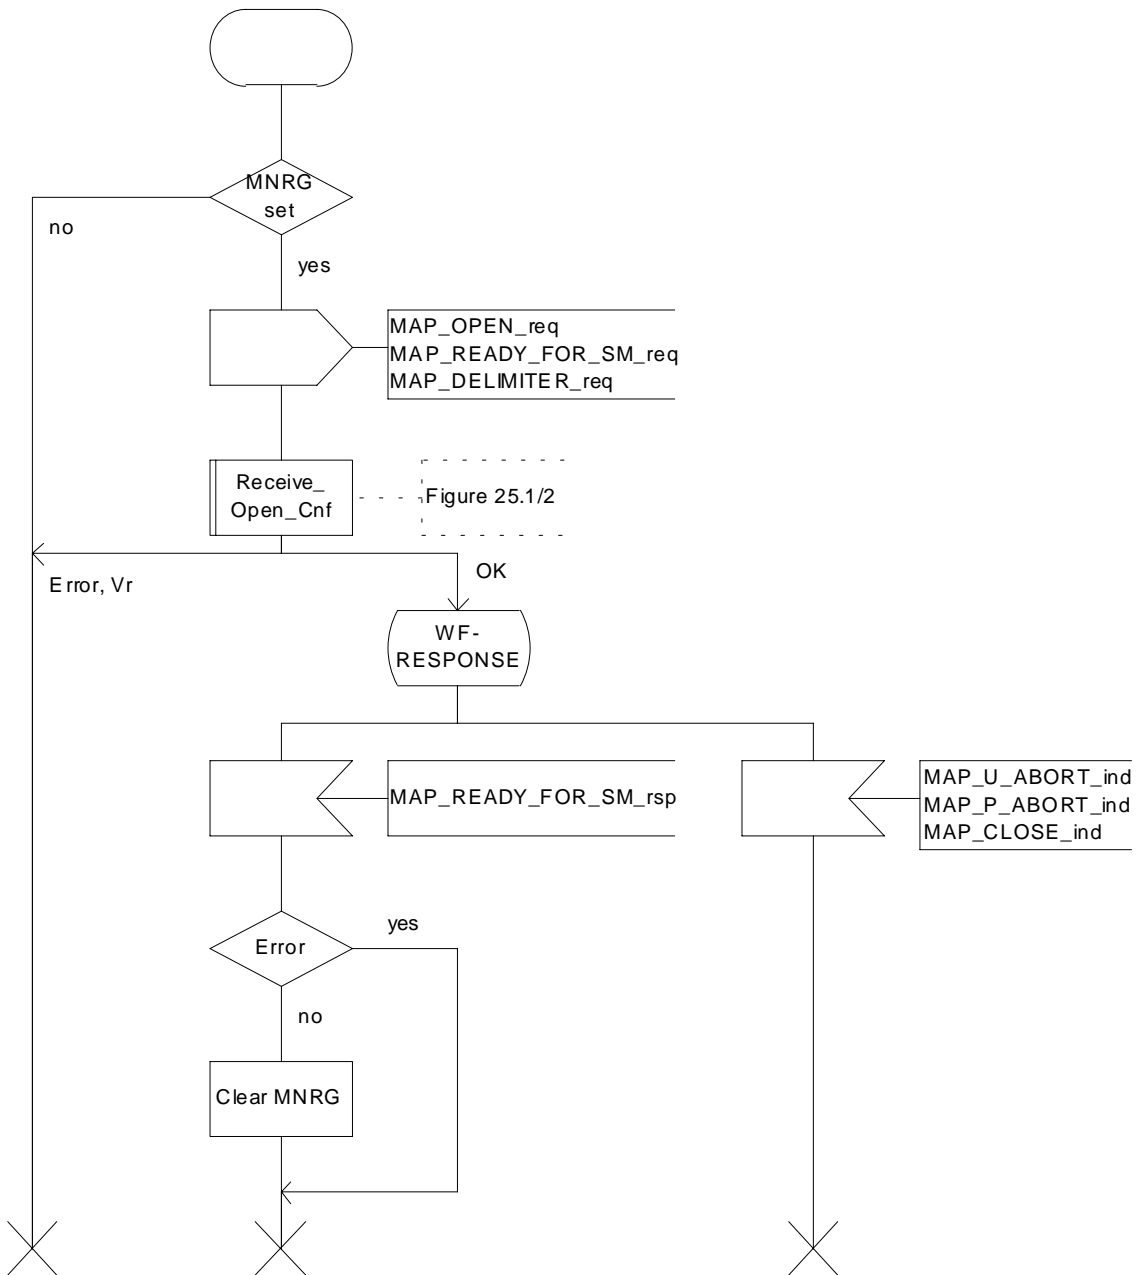 MNRG
set
no
yes
MAP_OPEN_req
MAP_READY_FOR_SM_req
MAP_DELIMITER_req
Receive_
Open_Cnf
Figure 25.1/2
Error, Vr
OK
WF-
RESPONSE
MAP_READY_FOR_SM_rsp
MAP_U_ABORT_ind
MAP_P_ABORT_ind
MAP_CLOSE_ind
Error
yes
no
Clear MNRG